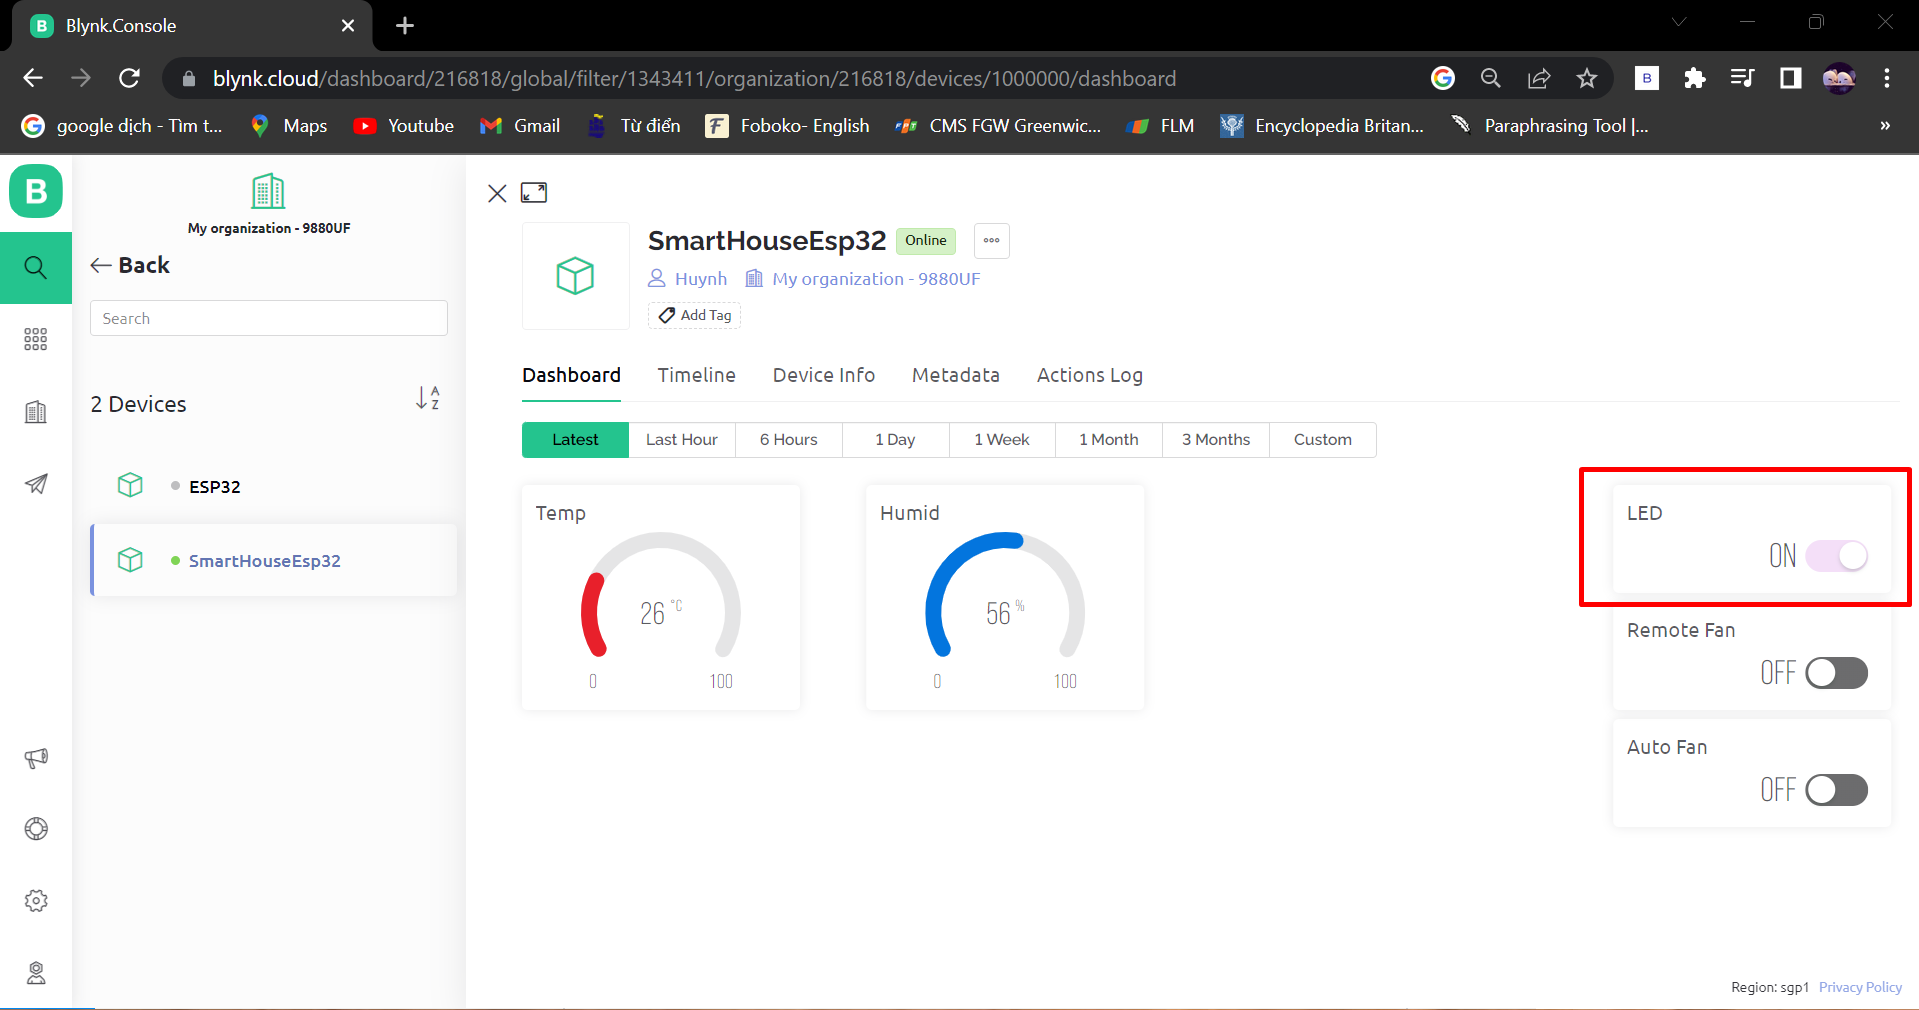 B Blynk.Console
blynk.cloud/dashboard/216818/global/filter/1343411/organization/216818/devices/1000000/dashboard
B
google dịch - Tìm t... Maps Youtube Gmail Từ điển Foboko- English CMS FGW Greenwic... FLM Encyclopedia Britan... Paraphrasing Tool |... »
B
My organization - 9880UF
Back
Search
2 Devices
A
Z
ESP32
SmartHouseEsp32
SmartHouseEsp32 Online
Huynh My organization - 9880UF
Add Tag
Dashboard Timeline Device Info Metadata Actions Log
Latest Last Hour 6 Hours 1 Day 1 Week 1 Month 3 Months Custom
Temp
26 °C
0 100
Humid
56 %
0 100
LED
ON
Remote Fan
OFF
Auto Fan
OFF
Region: sgp1 Privacy Policy